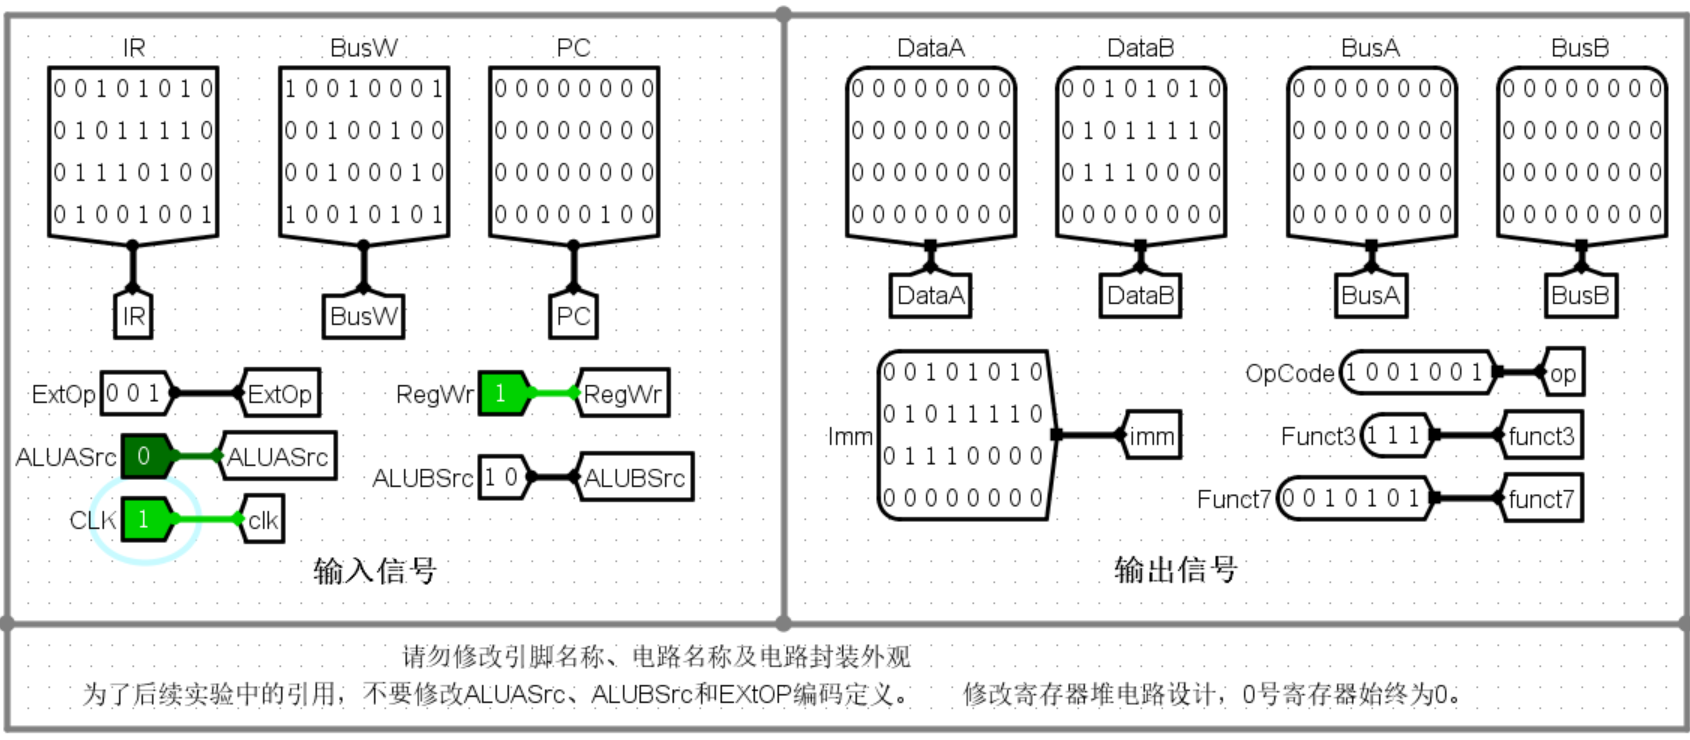 IR BusW PC
0 0 1 0 1 0 1 0 1 0 0 1 0 0 0 1 0 0 0 0 0 0 0 0
0 1 0 1 1 1 1 0 0 0 1 0 0 1 0 0 0 0 0 0 0 0 0 0
0 1 1 1 0 1 0 0 0 0 1 0 0 0 1 0 0 0 0 0 0 0 0 0
0 1 0 0 1 0 0 1 1 0 0 1 0 1 0 1 0 0 0 0 0 1 0 0
IR BusW PC
ExtOp 0 0 1 ExtOp RegWr 1 RegWr
ALUASrc 0 ALUASrc
ALUBSrc 1 0 ALUBSrc
CLK 1 clk
输入信号
DataA DataB BusA BusB
0 0 0 0 0 0 0 0 0 0 1 0 1 0 1 0 0 0 0 0 0 0 0 0 0 0 0 0 0 0 0 0
0 0 0 0 0 0 0 0 0 1 0 1 1 1 1 0 0 0 0 0 0 0 0 0 0 0 0 0 0 0 0 0
0 0 0 0 0 0 0 0 0 1 1 1 0 0 0 0 0 0 0 0 0 0 0 0 0 0 0 0 0 0 0 0
0 0 0 0 0 0 0 0 0 0 0 0 0 0 0 0 0 0 0 0 0 0 0 0 0 0 0 0 0 0 0 0
DataA DataB BusA BusB
0 0 1 0 1 0 1 0
0 1 0 1 1 1 1 0
Imm imm
0 1 1 1 0 0 0 0
0 0 0 0 0 0 0 0
OpCode 1 0 0 1 0 0 1 op
Funct3 1 1 1 funct3
Funct7 0 0 1 0 1 0 1 funct7
输出信号
请勿修改引脚名称、电路名称及电路封装外观
为了后续实验中的引用，不要修改ALUASrc、ALUBSrc和EXtOP编码定义。 修改寄存器堆电路设计，0号寄存器始终为0。